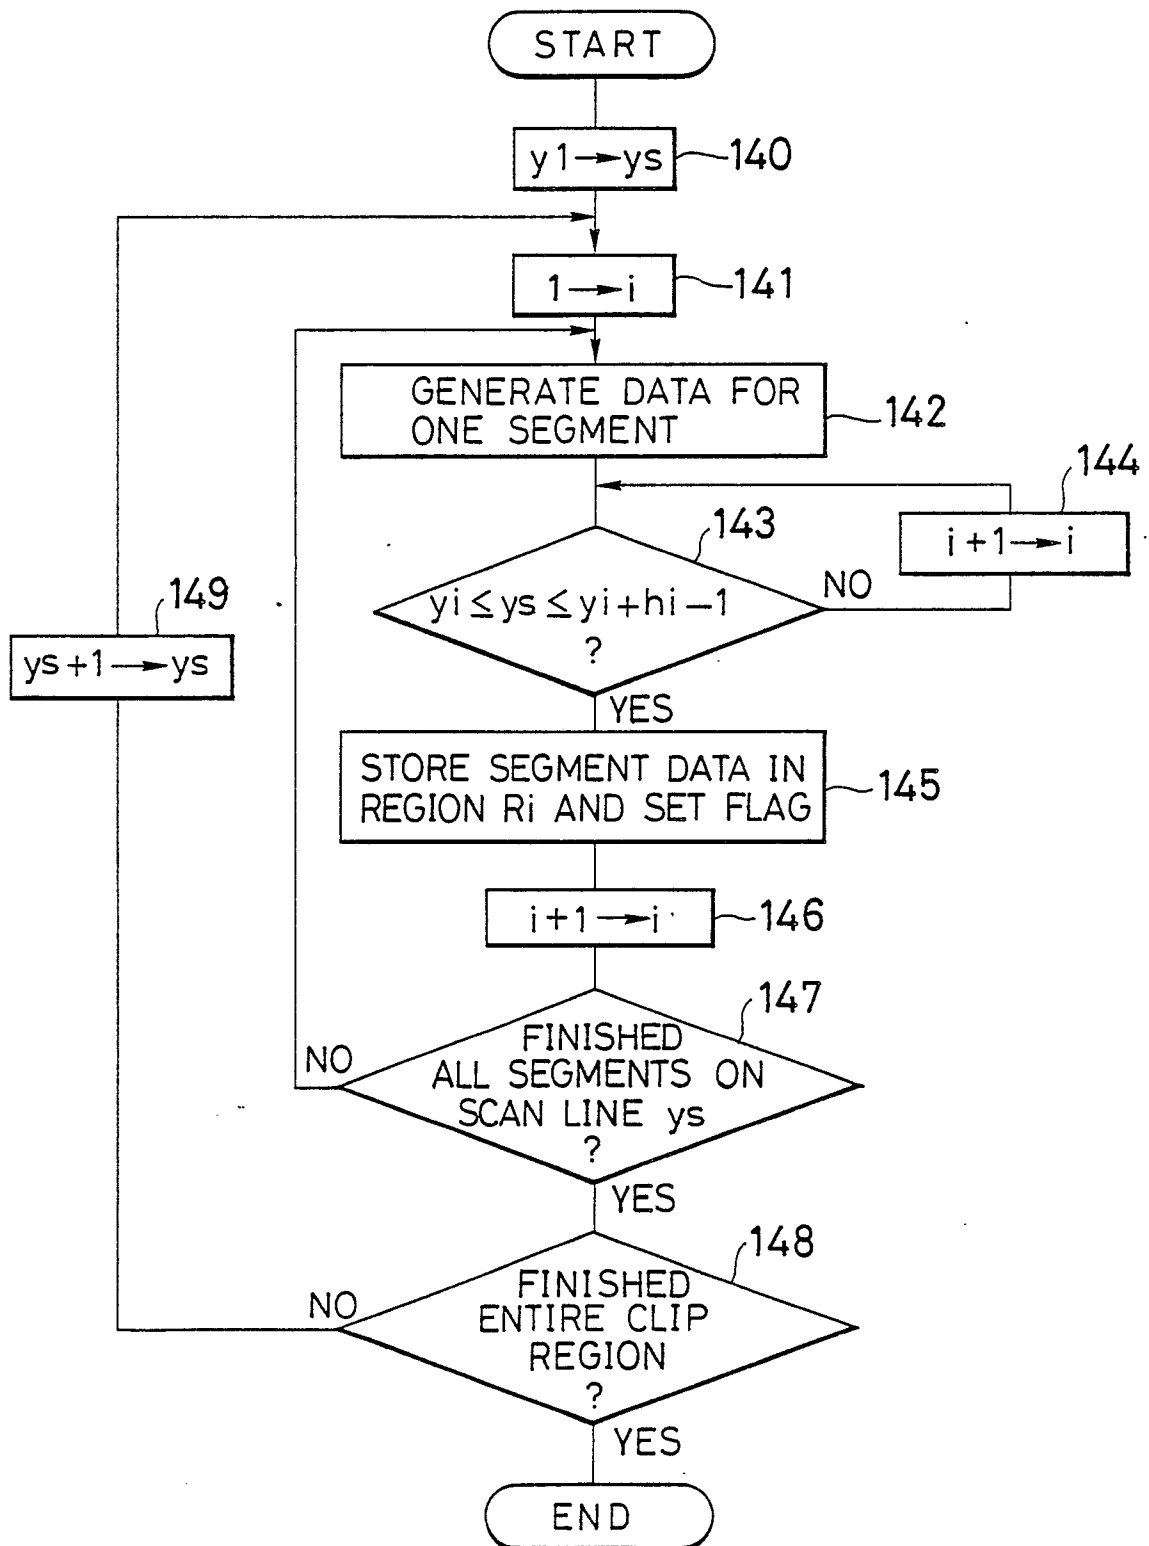 START
y1→ys
140
1→i
141
GENERATE DATA FOR
ONE SEGMENT
142
144
i+1→i
143
yi≤ys≤yi+hi−1
?
NO
149
ys+1→ys
YES
STORE SEGMENT DATA IN
REGION Ri AND SET FLAG
145
i+1→i
146
147
FINISHED
ALL SEGMENTS ON
SCAN LINE ys
?
NO
YES
148
FINISHED
ENTIRE CLIP
REGION
?
NO
YES
END